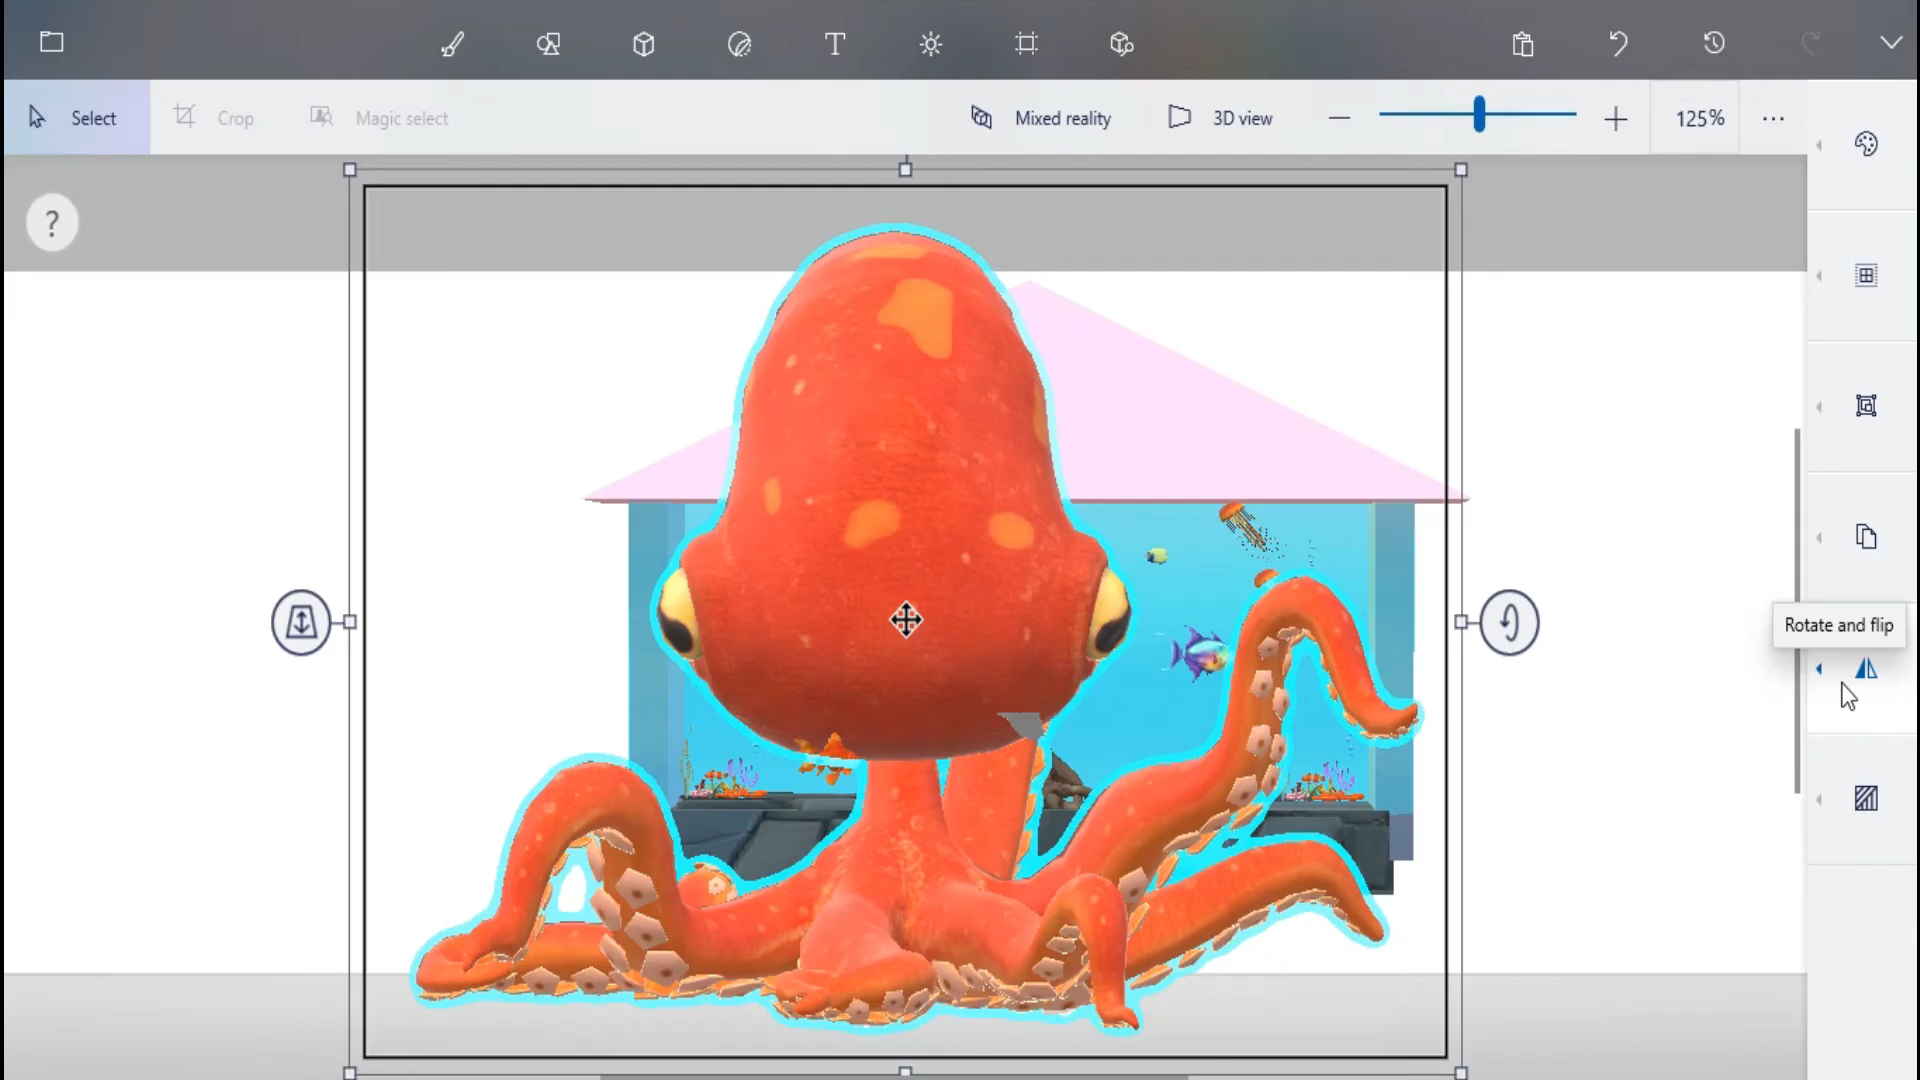 Select
Crop
Magic select
Mixed reality
3D view
125%
?
Rotate and flip